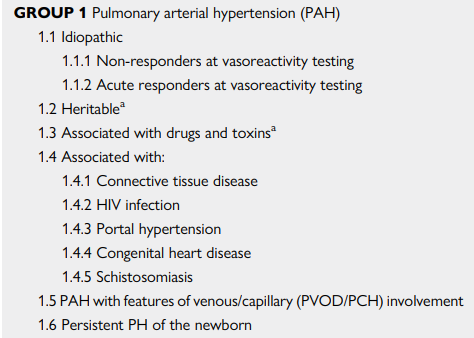 GROUP 1 Pulmonary arterial hypertension (PAH)
1.1 Idiopathic
1.1.1 Non-responders at vasoreactivity testing
1.1.2 Acute responders at vasoreactivity testing
1.2 Heritableᵃ
1.3 Associated with drugs and toxinsᵃ
1.4 Associated with:
1.4.1 Connective tissue disease
1.4.2 HIV infection
1.4.3 Portal hypertension
1.4.4 Congenital heart disease
1.4.5 Schistosomiasis
1.5 PAH with features of venous/capillary (PVOD/PCH) involvement
1.6 Persistent PH of the newborn